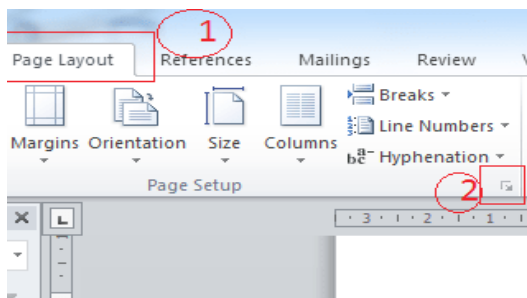 1
Page Layout References Mailings Review
Breaks
Line Numbers
Margins Orientation Size Columns
Hyphenation
Page Setup
2
L
3 2 1 1